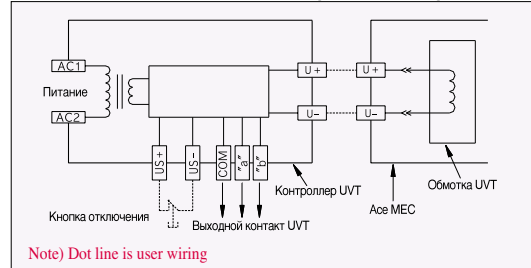 AC1
Питание
AC2
U+
U+
U-
U-
US+
US-
COM
"a"
"b"
Контроллер UVT
Обмотка UVT
Кнопка отключения
Выходной контакт UVT
Ace MEC
Note) Dot line is user wiring